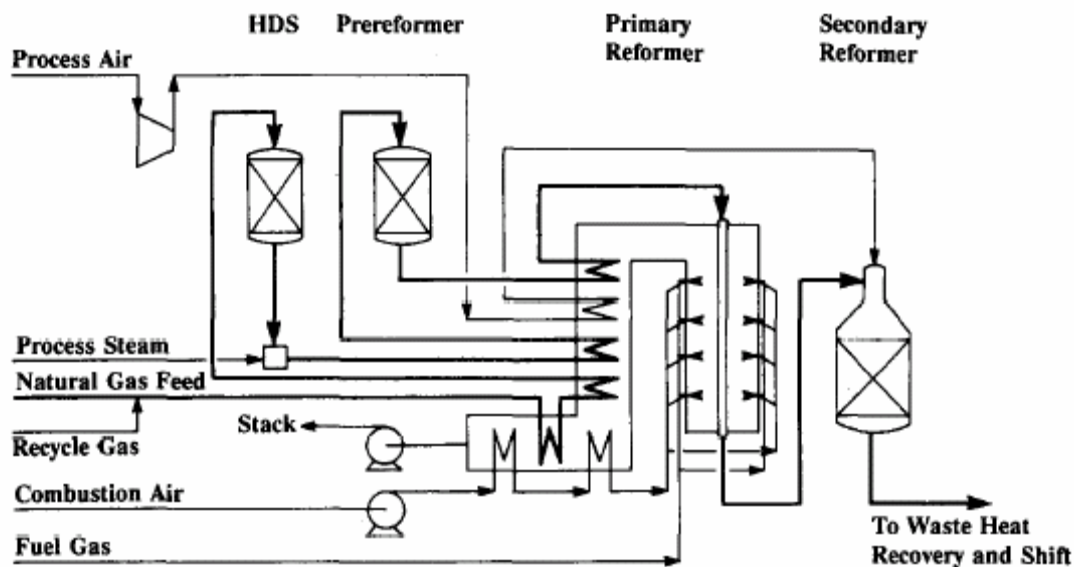 HDS
Prereformer
Primary
Reformer
Secondary
Reformer
Process Air
Process Steam
Natural Gas Feed
Recycle Gas
Stack
Combustion Air
Fuel Gas
To Waste Heat
Recovery and Shift